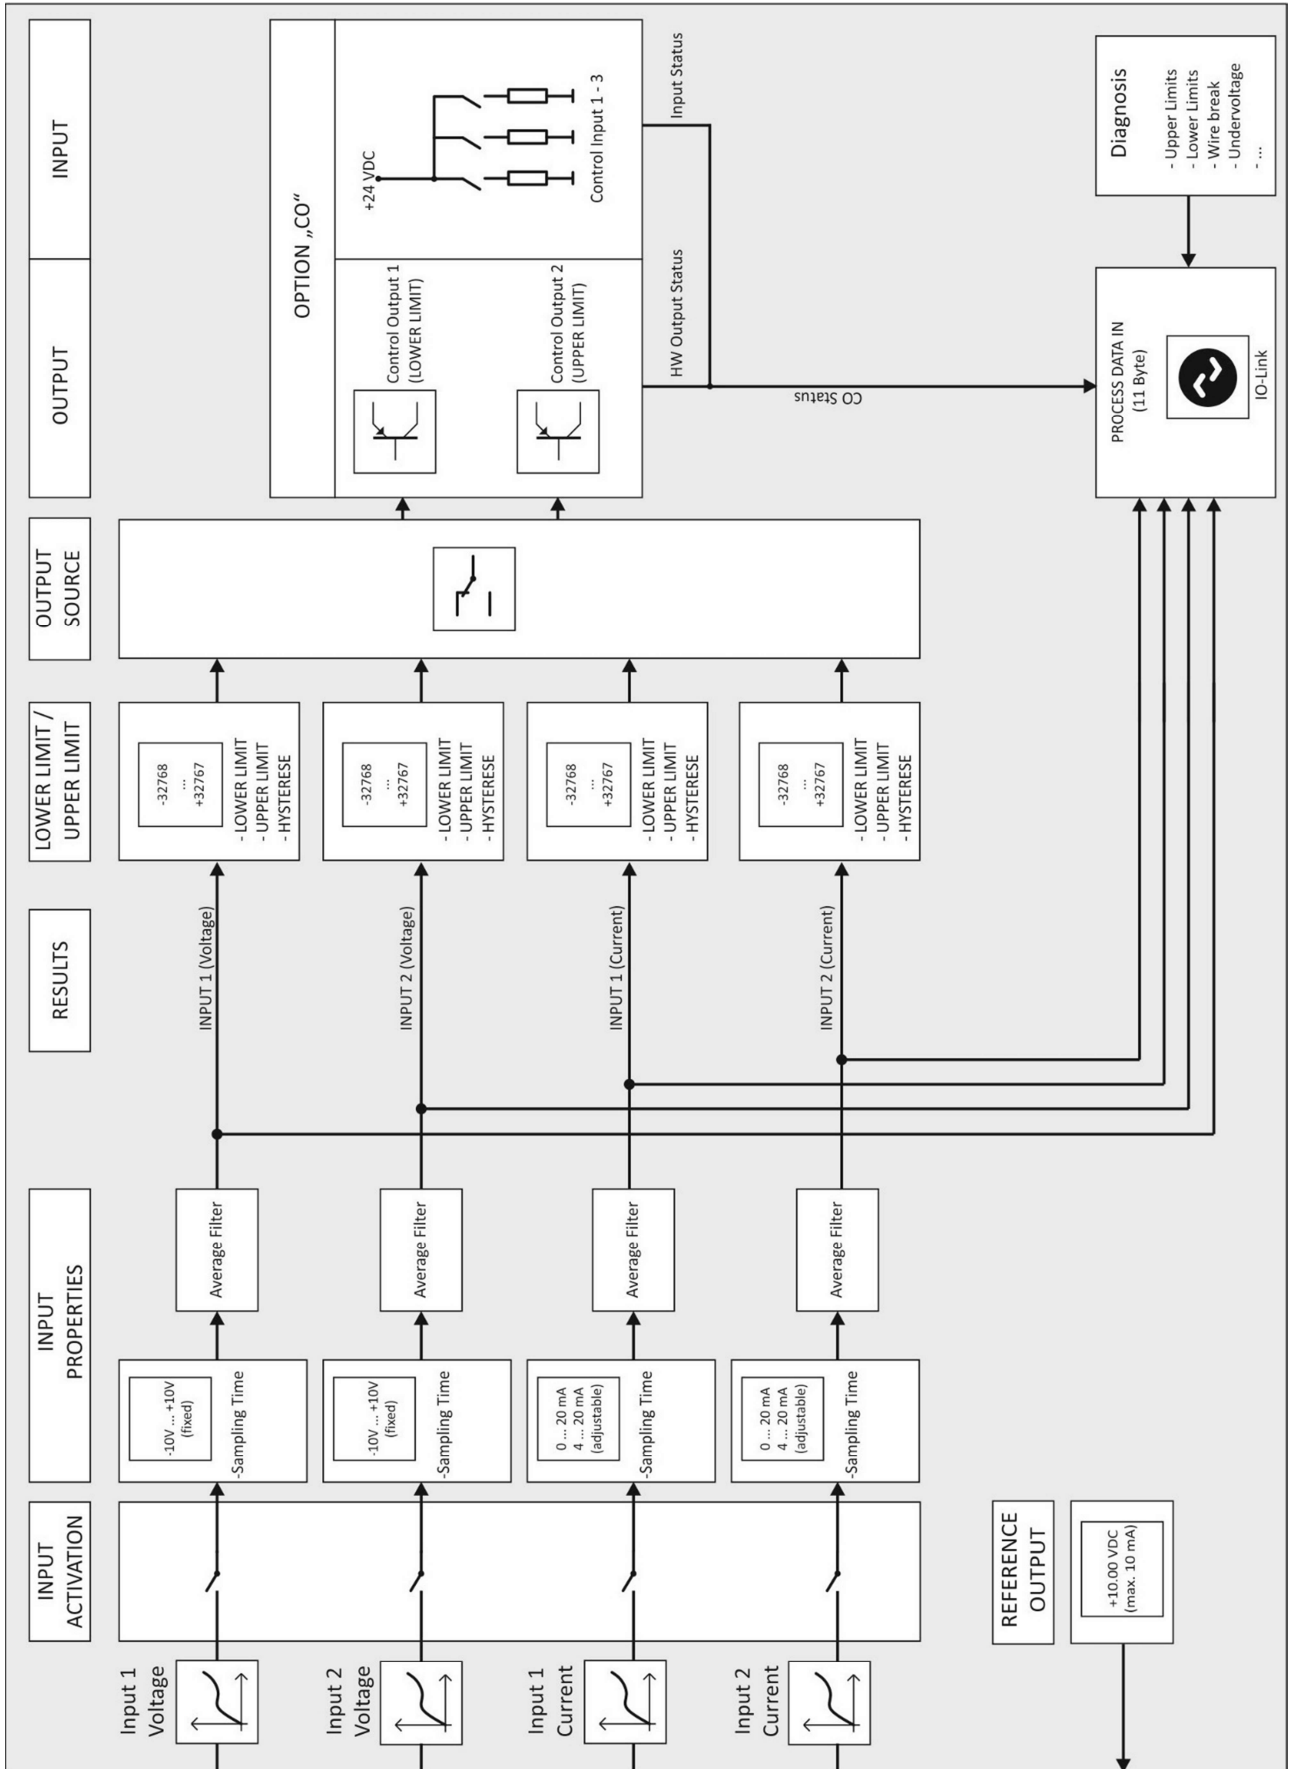 INPUT
ACTIVATION
INPUT
PROPERTIES
RESULTS
LOWER LIMIT /
UPPER LIMIT
OUTPUT
SOURCE
OUTPUT
INPUT
Input 1
Voltage
-10V ... +10V
(fixed)
-Sampling Time
Average Filter
INPUT 1 (Voltage)
-32768
...
+32767
- LOWER LIMIT
- UPPER LIMIT
- HYSTERESE
Input 2
Voltage
-10V ... +10V
(fixed)
-Sampling Time
Average Filter
INPUT 2 (Voltage)
-32768
...
+32767
- LOWER LIMIT
- UPPER LIMIT
- HYSTERESE
Input 1
Current
0 ... 20 mA
4 ... 20 mA
(adjustable)
-Sampling Time
Average Filter
INPUT 1 (Current)
-32768
...
+32767
- LOWER LIMIT
- UPPER LIMIT
- HYSTERESE
Input 2
Current
0 ... 20 mA
4 ... 20 mA
(adjustable)
-Sampling Time
Average Filter
INPUT 2 (Current)
-32768
...
+32767
- LOWER LIMIT
- UPPER LIMIT
- HYSTERESE
OPTION „CO“
Control Output 1
(LOWER LIMIT)
Control Output 2
(UPPER LIMIT)
+24 VDC
Control Input 1 - 3
HW Output Status
Input Status
CO Status
REFERENCE
OUTPUT
+10.00 VDC
(max. 10 mA)
PROCESS DATA IN
(11 Byte)
IO-Link
Diagnosis
- Upper Limits
- Lower Limits
- Wire break
- Undervoltage
- ...